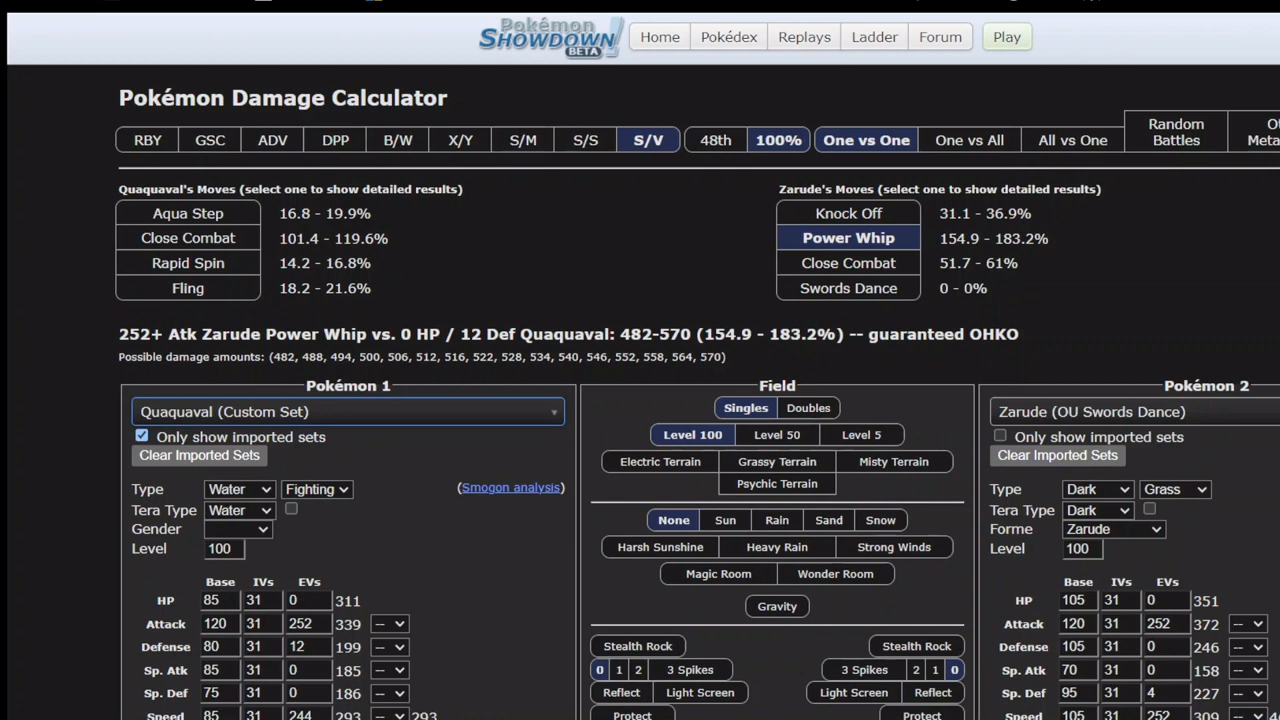 Pokémon
SHOWDOWN!
BETA
Home Pokédex Replays Ladder Forum Play
Pokémon Damage Calculator
RBY GSC ADV DPP B/W X/Y S/M S/S S/V 48th 100% One vs One One vs All All vs One Random Battles
Quaquaval's Moves (select one to show detailed results) Zarude's Moves (select one to show detailed results)
Aqua Step 16.8 - 19.9% Knock Off 31.1 - 36.9%
Close Combat 101.4 - 119.6% Power Whip 154.9 - 183.2%
Rapid Spin 14.2 - 16.8% Close Combat 51.7 - 61%
Fling 18.2 - 21.6% Swords Dance 0 - 0%
252+ Atk Zarude Power Whip vs. 0 HP / 12 Def Quaquaval: 482-570 (154.9 - 183.2%) -- guaranteed OHKO
Possible damage amounts: (482, 488, 494, 500, 506, 512, 516, 522, 528, 534, 540, 546, 552, 558, 564, 570)
Pokémon 1 Field Pokémon 2
Quaquaval (Custom Set) Singles Doubles Zarude (OU Swords Dance)
Only show imported sets Level 100 Level 50 Level 5 Only show imported sets
Clear Imported Sets Electric Terrain Grassy Terrain Misty Terrain Clear Imported Sets
Psychic Terrain
Type Water Fighting (Smogon analysis) Type Dark Grass
Tera Type Water None Sun Rain Sand Snow Tera Type Dark
Gender Forme Zarude
Level 100 Harsh Sunshine Heavy Rain Strong Winds Level 100
Magic Room Wonder Room
Base IVs EVs Base IVs EVs
HP 85 31 0 311 Gravity HP 105 31 0 351
Attack 120 31 252 339 -- Attack 120 31 252 372 --
Defense 80 31 12 199 -- Stealth Rock Stealth Rock Defense 105 31 0 246 --
Sp. Atk 85 31 0 185 -- 0 1 2 3 Spikes 3 Spikes 2 1 0 Sp. Atk 70 31 0 158 --
Sp. Def 75 31 0 186 -- Reflect Light Screen Light Screen Reflect Sp. Def 95 31 4 227 --
Speed 85 31 244 293 -- 293 Protect Protect Speed 105 31 252 309 --